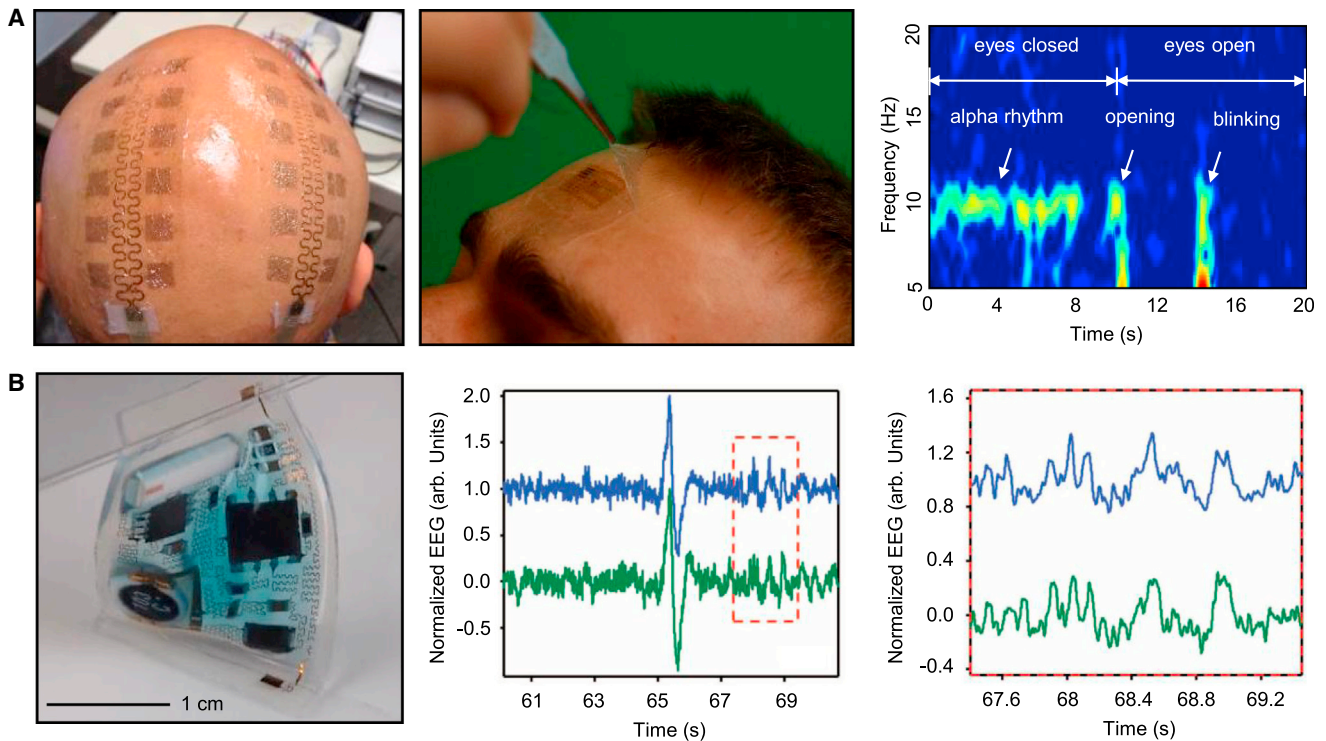 A
eyes closed
eyes open
alpha rhythm
opening
blinking
Frequency (Hz)
20
15
10
5
0
4
8
12
16
20
Time (s)
B
1 cm
Normalized EEG (arb. Units)
2.0
1.5
1.0
0.5
0.0
-0.5
61
63
65
67
69
Time (s)
Normalized EEG (arb. Units)
1.6
1.2
0.8
0.4
0.0
-0.4
67.6
68
68.4
68.8
69.2
Time (s)